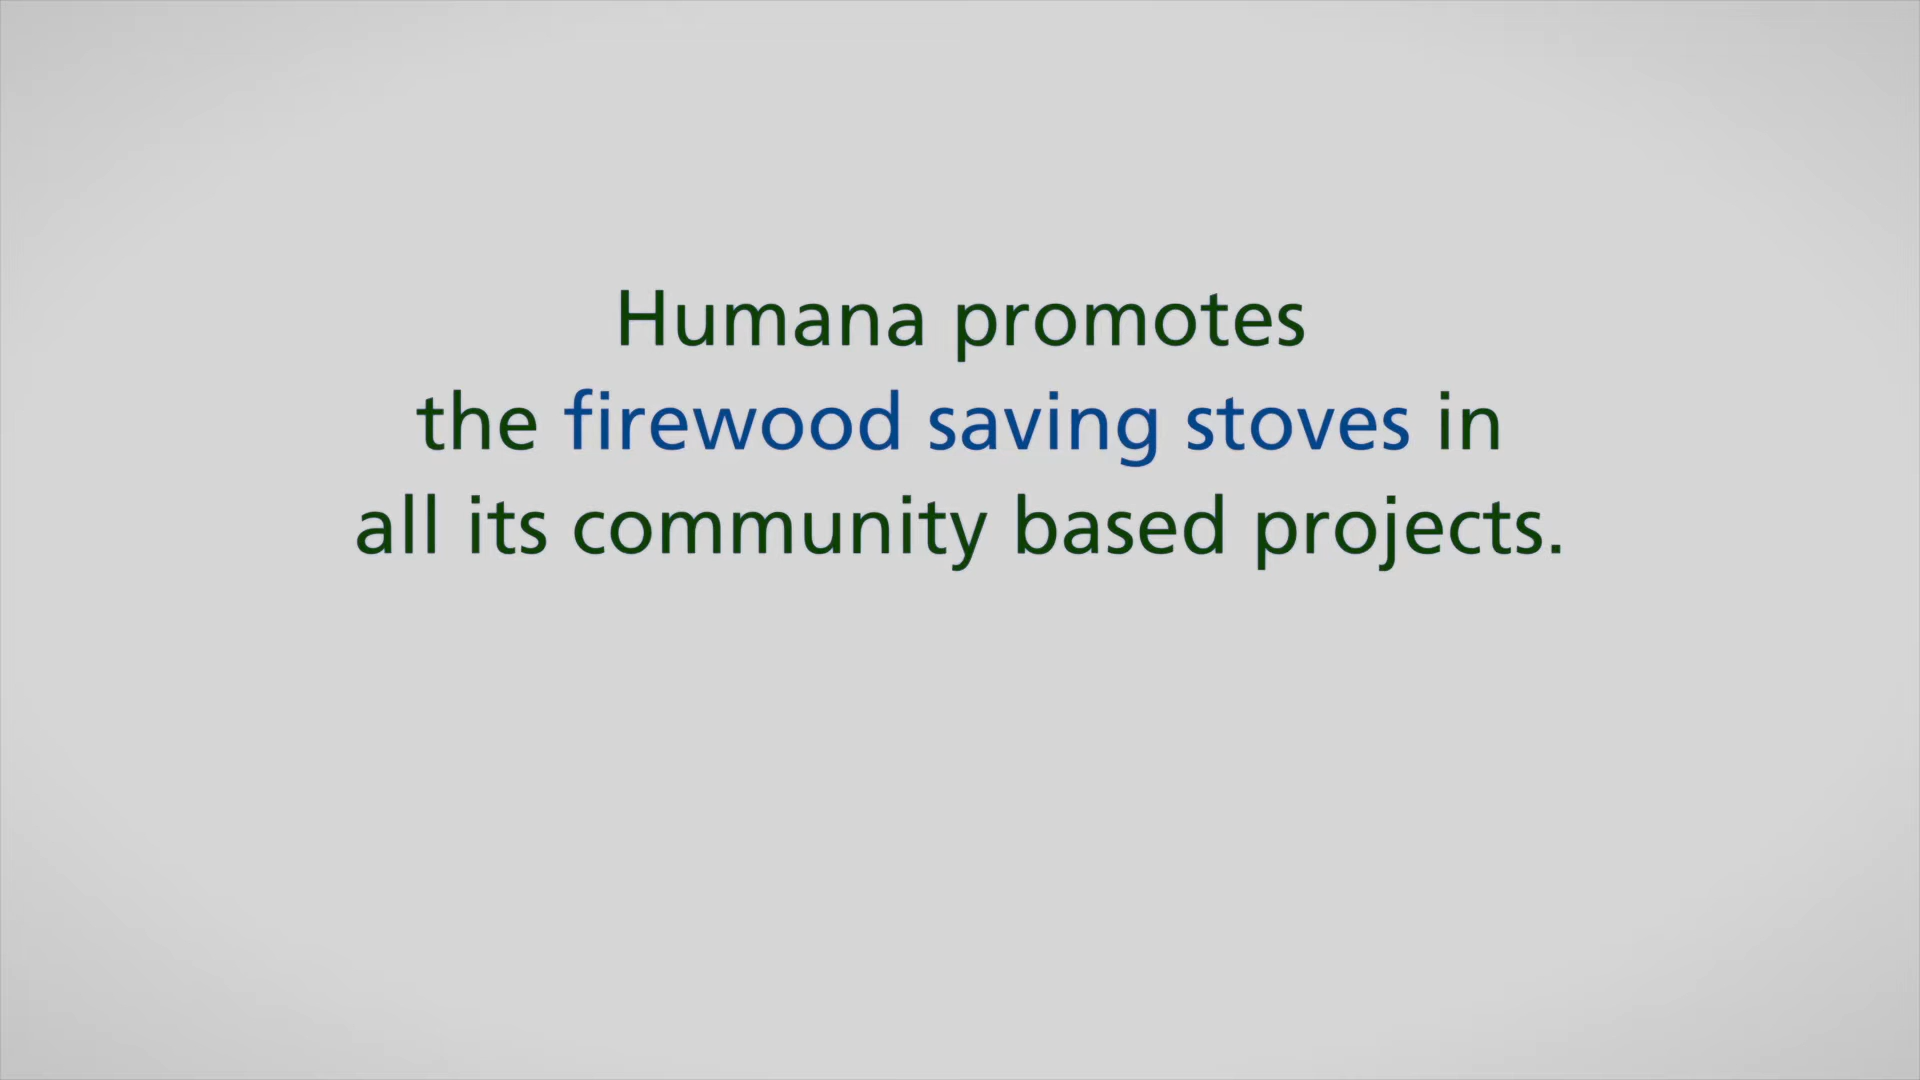 Humana promotes
the firewood saving stoves in
all its community based projects.